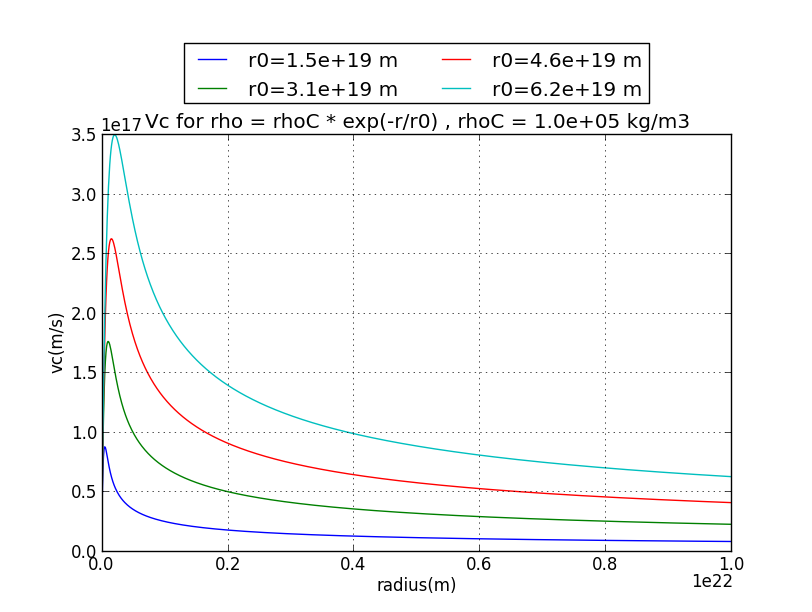 r0=1.5e+19 m r0=4.6e+19 m
r0=3.1e+19 m r0=6.2e+19 m
1e17 Vc for rho = rhoC * exp(-r/r0) , rhoC = 1.0e+05 kg/m3
3.5
3.0
2.5
2.0
1.5
1.0
0.5
0.0
vc(m/s)
0.0 0.2 0.4 0.6 0.8 1.0
radius(m) 1e22